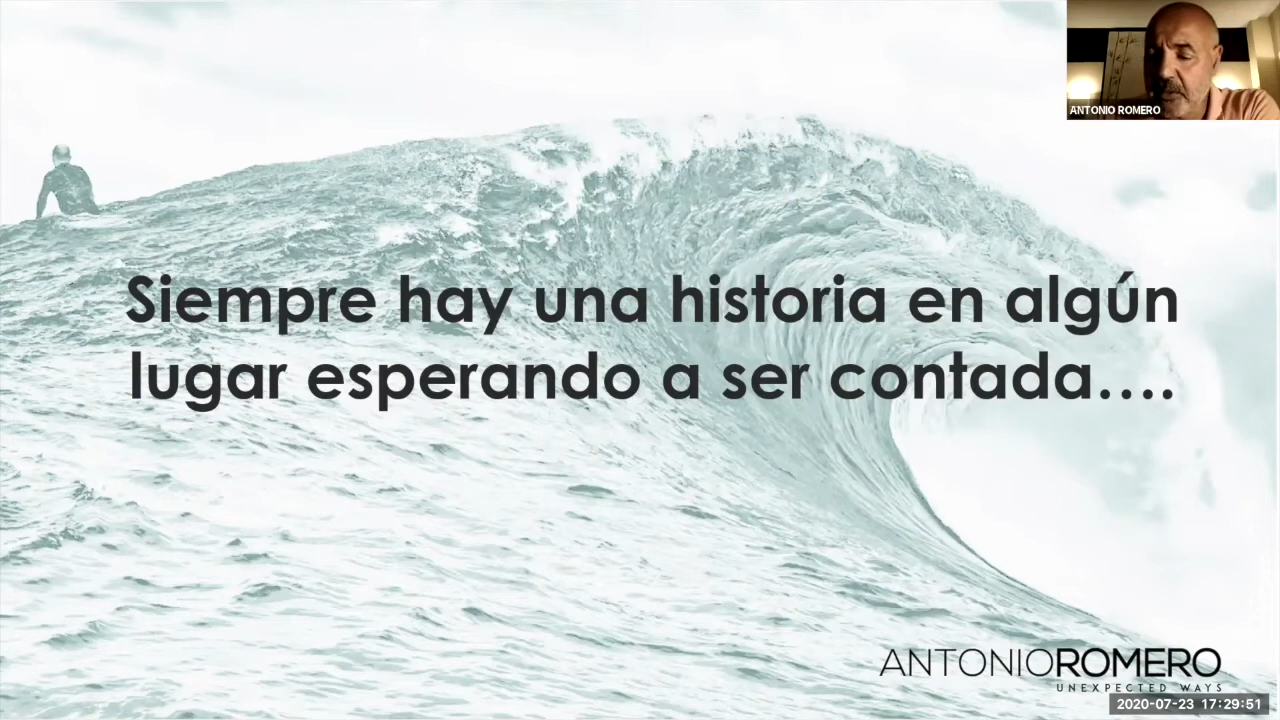 ANTONIO ROMERO
Siempre hay una historia en algún
lugar esperando a ser contada....
ANTONIOROMERO
UNEXPECTED WAYS
2020-07-23 17:29:51